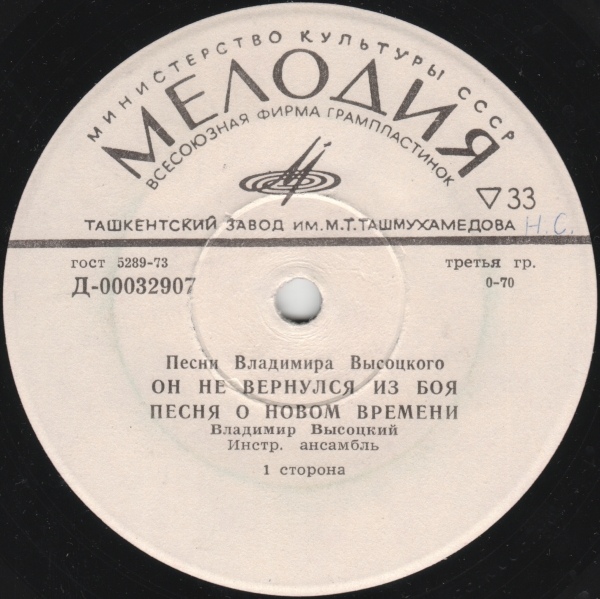 МИНИСТЕРСТВО КУЛЬТУРЫ СССР
МЕЛОДИЯ
ВСЕСОЮЗНАЯ ФИРМА ГРАМПЛАСТИНОК
▽33
ТАШКЕНТСКИЙ ЗАВОД ИМ. М.Т.ТАШМУХАМЕДОВА Н.С.
гост 5289-73
третья гр.
Д-00032907
0-70
Песни Владимира Высоцкого
ОН НЕ ВЕРНУЛСЯ ИЗ БОЯ
ПЕСНЯ О НОВОМ ВРЕМЕНИ
Владимир Высоцкий
Инстр. ансамбль
1 сторона